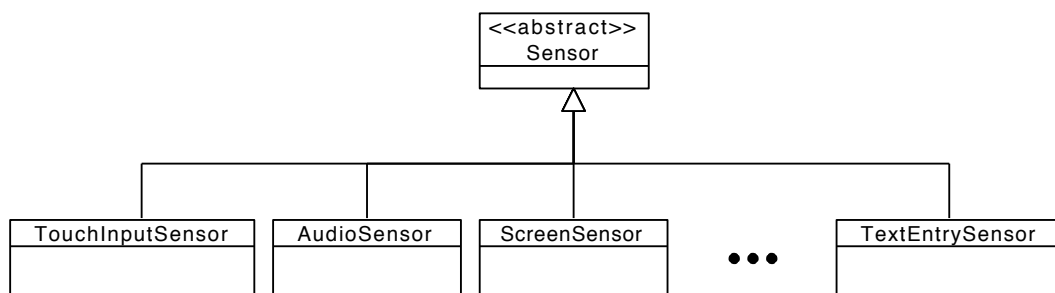 <<abstract>>
Sensor
TouchInputSensor
AudioSensor
ScreenSensor
TextEntrySensor